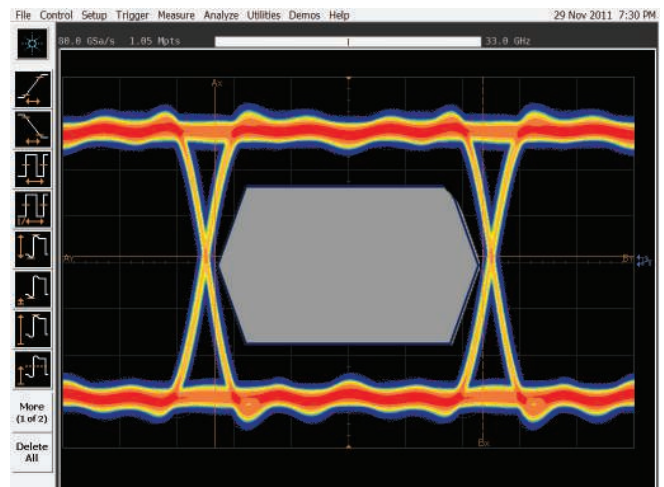 File Control Setup Trigger Measure Analyze Utilities Demos Help 29 Nov 2011 7:30 PM
80.0 GSa/s 1.05 Mpts 33.0 GHz
Ax
Ay
By
More
(1 of 2)
Delete
All
Bx